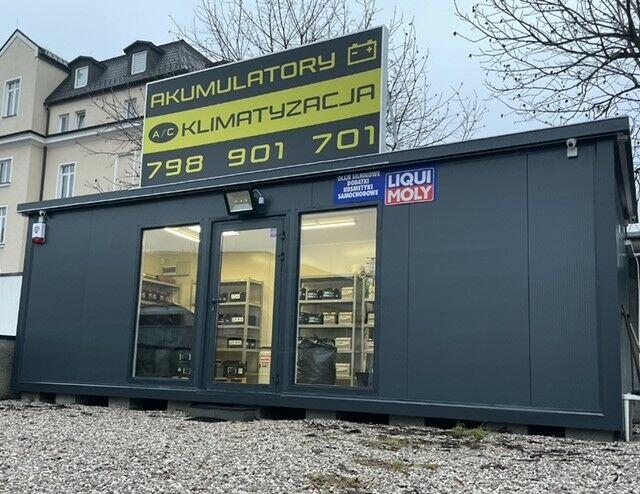 AKUMULATORY
A/C KLIMATYZACJA
798 901 701
OLEJE SILNIKOWE
DODATKI
KOSMETYKI
SAMOCHODOWE
LIQUI
MOLY